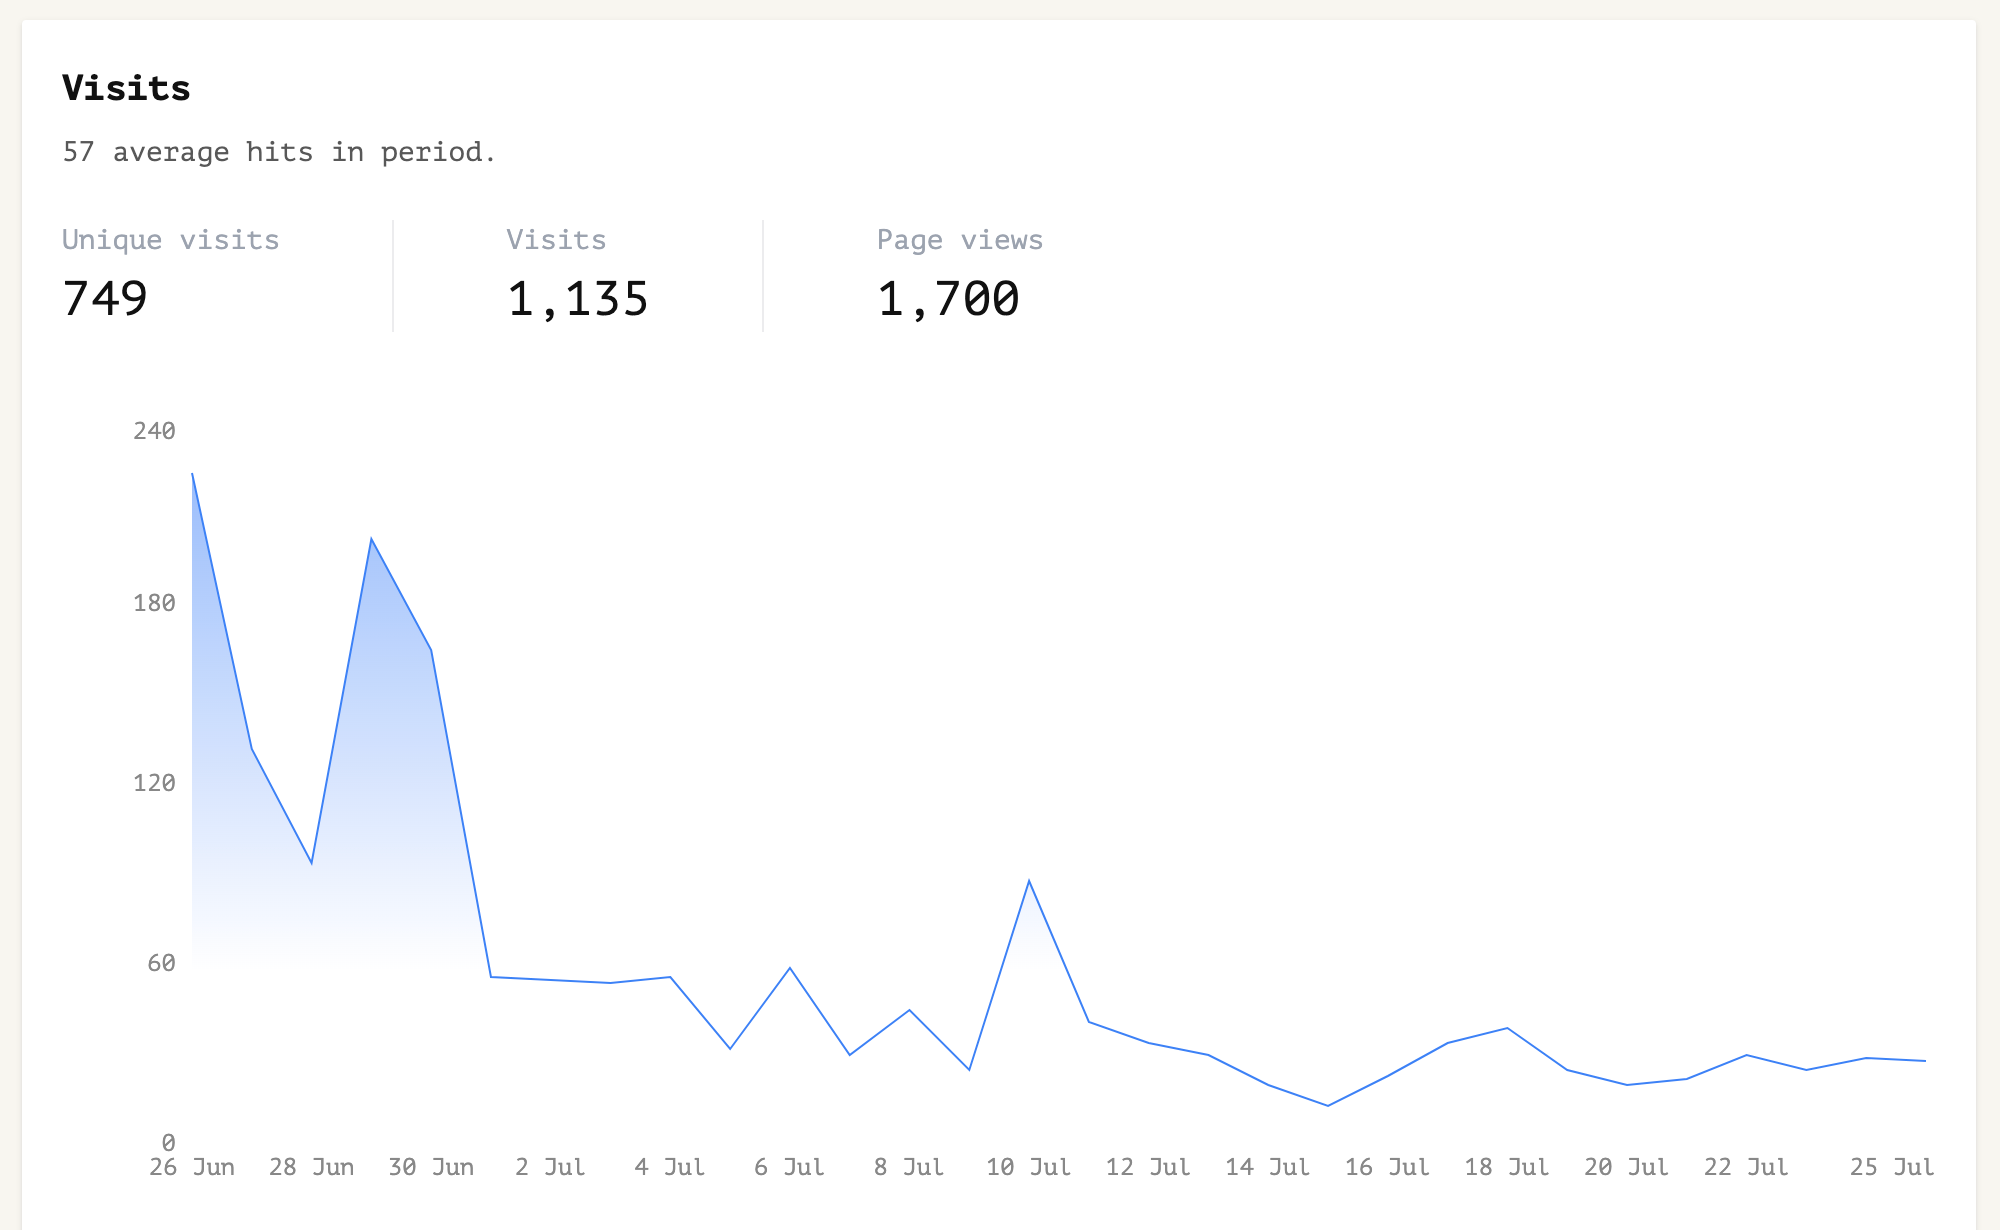 Visits
57 average hits in period.
Unique visits
749
Visits
1,135
Page views
1,700
240
180
120
60
0
26 Jun 28 Jun 30 Jun 2 Jul 4 Jul 6 Jul 8 Jul 10 Jul 12 Jul 14 Jul 16 Jul 18 Jul 20 Jul 22 Jul 25 Jul